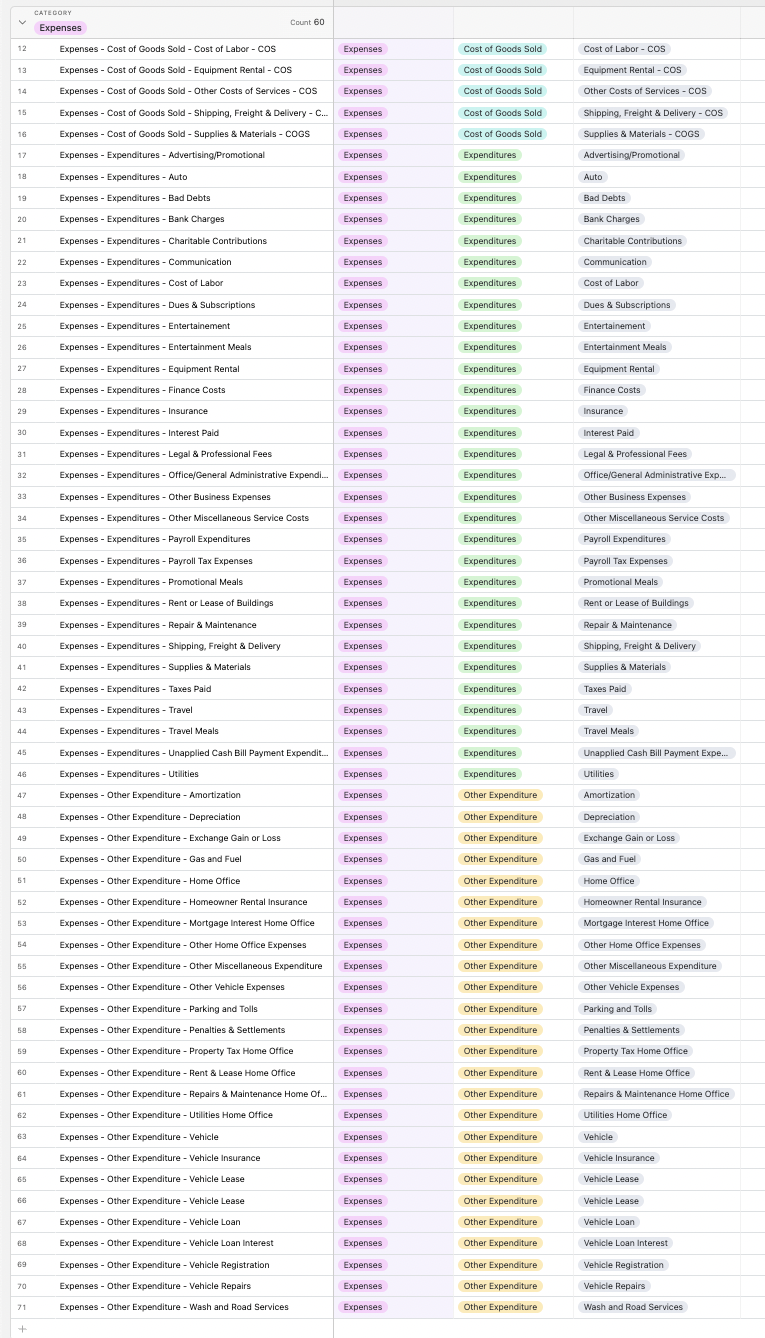 CATEGORY
Expenses Count 60
12 Expenses - Cost of Goods Sold - Cost of Labor - COS Expenses Cost of Goods Sold Cost of Labor - COS
13 Expenses - Cost of Goods Sold - Equipment Rental - COS Expenses Cost of Goods Sold Equipment Rental - COS
14 Expenses - Cost of Goods Sold - Other Costs of Services - COS Expenses Cost of Goods Sold Other Costs of Services - COS
15 Expenses - Cost of Goods Sold - Shipping, Freight & Delivery - C... Expenses Cost of Goods Sold Shipping, Freight & Delivery - COS
16 Expenses - Cost of Goods Sold - Supplies & Materials - COGS Expenses Cost of Goods Sold Supplies & Materials - COGS
17 Expenses - Expenditures - Advertising/Promotional Expenses Expenditures Advertising/Promotional
18 Expenses - Expenditures - Auto Expenses Expenditures Auto
19 Expenses - Expenditures - Bad Debts Expenses Expenditures Bad Debts
20 Expenses - Expenditures - Bank Charges Expenses Expenditures Bank Charges
21 Expenses - Expenditures - Charitable Contributions Expenses Expenditures Charitable Contributions
22 Expenses - Expenditures - Communication Expenses Expenditures Communication
23 Expenses - Expenditures - Cost of Labor Expenses Expenditures Cost of Labor
24 Expenses - Expenditures - Dues & Subscriptions Expenses Expenditures Dues & Subscriptions
25 Expenses - Expenditures - Entertainement Expenses Expenditures Entertainement
26 Expenses - Expenditures - Entertainment Meals Expenses Expenditures Entertainment Meals
27 Expenses - Expenditures - Equipment Rental Expenses Expenditures Equipment Rental
28 Expenses - Expenditures - Finance Costs Expenses Expenditures Finance Costs
29 Expenses - Expenditures - Insurance Expenses Expenditures Insurance
30 Expenses - Expenditures - Interest Paid Expenses Expenditures Interest Paid
31 Expenses - Expenditures - Legal & Professional Fees Expenses Expenditures Legal & Professional Fees
32 Expenses - Expenditures - Office/General Administrative Expendi... Expenses Expenditures Office/General Administrative Exp...
33 Expenses - Expenditures - Other Business Expenses Expenses Expenditures Other Business Expenses
34 Expenses - Expenditures - Other Miscellaneous Service Costs Expenses Expenditures Other Miscellaneous Service Costs
35 Expenses - Expenditures - Payroll Expenditures Expenses Expenditures Payroll Expenditures
36 Expenses - Expenditures - Payroll Tax Expenses Expenses Expenditures Payroll Tax Expenses
37 Expenses - Expenditures - Promotional Meals Expenses Expenditures Promotional Meals
38 Expenses - Expenditures - Rent or Lease of Buildings Expenses Expenditures Rent or Lease of Buildings
39 Expenses - Expenditures - Repair & Maintenance Expenses Expenditures Repair & Maintenance
40 Expenses - Expenditures - Shipping, Freight & Delivery Expenses Expenditures Shipping, Freight & Delivery
41 Expenses - Expenditures - Supplies & Materials Expenses Expenditures Supplies & Materials
42 Expenses - Expenditures - Taxes Paid Expenses Expenditures Taxes Paid
43 Expenses - Expenditures - Travel Expenses Expenditures Travel
44 Expenses - Expenditures - Travel Meals Expenses Expenditures Travel Meals
45 Expenses - Expenditures - Unapplied Cash Bill Payment Expendit... Expenses Expenditures Unapplied Cash Bill Payment Expe...
46 Expenses - Expenditures - Utilities Expenses Expenditures Utilities
47 Expenses - Other Expenditure - Amortization Expenses Other Expenditure Amortization
48 Expenses - Other Expenditure - Depreciation Expenses Other Expenditure Depreciation
49 Expenses - Other Expenditure - Exchange Gain or Loss Expenses Other Expenditure Exchange Gain or Loss
50 Expenses - Other Expenditure - Gas and Fuel Expenses Other Expenditure Gas and Fuel
51 Expenses - Other Expenditure - Home Office Expenses Other Expenditure Home Office
52 Expenses - Other Expenditure - Homeowner Rental Insurance Expenses Other Expenditure Homeowner Rental Insurance
53 Expenses - Other Expenditure - Mortgage Interest Home Office Expenses Other Expenditure Mortgage Interest Home Office
54 Expenses - Other Expenditure - Other Home Office Expenses Expenses Other Expenditure Other Home Office Expenses
55 Expenses - Other Expenditure - Other Miscellaneous Expenditure Expenses Other Expenditure Other Miscellaneous Expenditure
56 Expenses - Other Expenditure - Other Vehicle Expenses Expenses Other Expenditure Other Vehicle Expenses
57 Expenses - Other Expenditure - Parking and Tolls Expenses Other Expenditure Parking and Tolls
58 Expenses - Other Expenditure - Penalties & Settlements Expenses Other Expenditure Penalties & Settlements
59 Expenses - Other Expenditure - Property Tax Home Office Expenses Other Expenditure Property Tax Home Office
60 Expenses - Other Expenditure - Rent & Lease Home Office Expenses Other Expenditure Rent & Lease Home Office
61 Expenses - Other Expenditure - Repairs & Maintenance Home Of... Expenses Other Expenditure Repairs & Maintenance Home Office
62 Expenses - Other Expenditure - Utilities Home Office Expenses Other Expenditure Utilities Home Office
63 Expenses - Other Expenditure - Vehicle Expenses Other Expenditure Vehicle
64 Expenses - Other Expenditure - Vehicle Insurance Expenses Other Expenditure Vehicle Insurance
65 Expenses - Other Expenditure - Vehicle Lease Expenses Other Expenditure Vehicle Lease
66 Expenses - Other Expenditure - Vehicle Lease Expenses Other Expenditure Vehicle Lease
67 Expenses - Other Expenditure - Vehicle Loan Expenses Other Expenditure Vehicle Loan
68 Expenses - Other Expenditure - Vehicle Loan Interest Expenses Other Expenditure Vehicle Loan Interest
69 Expenses - Other Expenditure - Vehicle Registration Expenses Other Expenditure Vehicle Registration
70 Expenses - Other Expenditure - Vehicle Repairs Expenses Other Expenditure Vehicle Repairs
71 Expenses - Other Expenditure - Wash and Road Services Expenses Other Expenditure Wash and Road Services